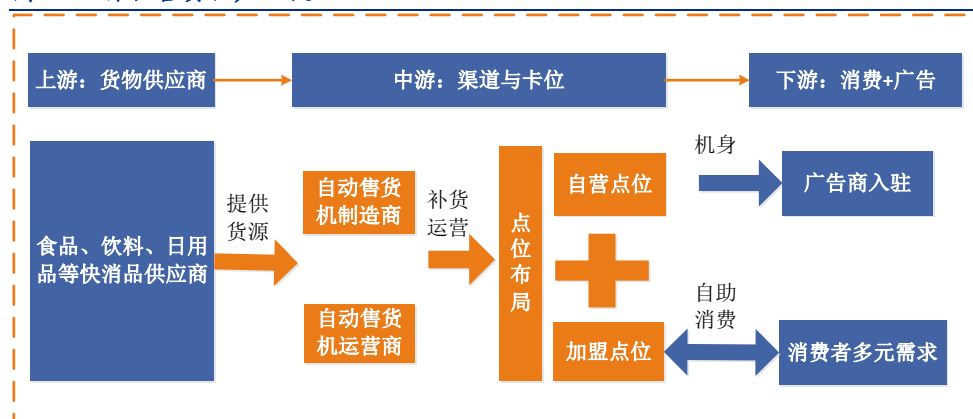 上游：货物供应商
中游：渠道与卡位
下游：消费+广告
食品、饮料、日用
品等快消品供应商
提供
货源
自动售货
机制造商
自动售货
机运营商
补货
运营
点
位
布
局
自营点位
加盟点位
机身
广告商入驻
自助
消费
消费者多元需求